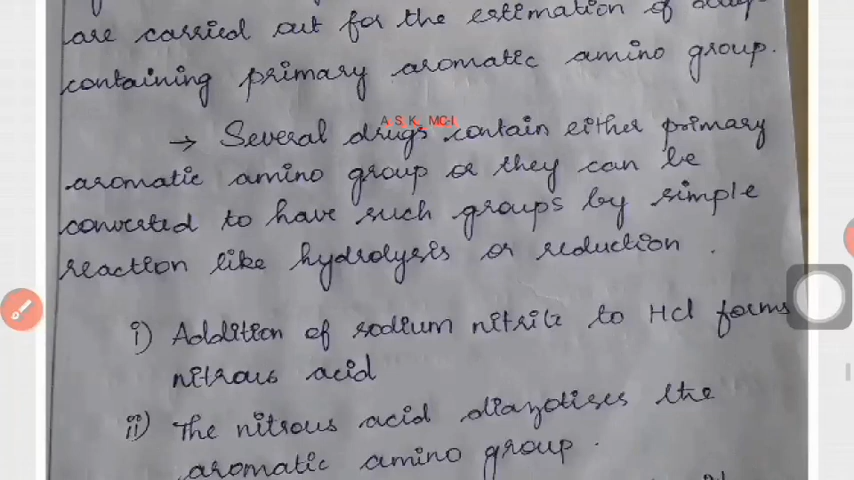 are carried out for the estimation of drugs
containing primary aromatic amino group.
A S K MC-I
→ Several drugs contain either primary
aromatic amino group or they can be
converted to have such groups by simple
reaction like hydrolysis or reduction .
i) Addition of sodium nitrite to HCl forms
nitrous acid
ii) The nitrous acid diazotises the
aromatic amino group .